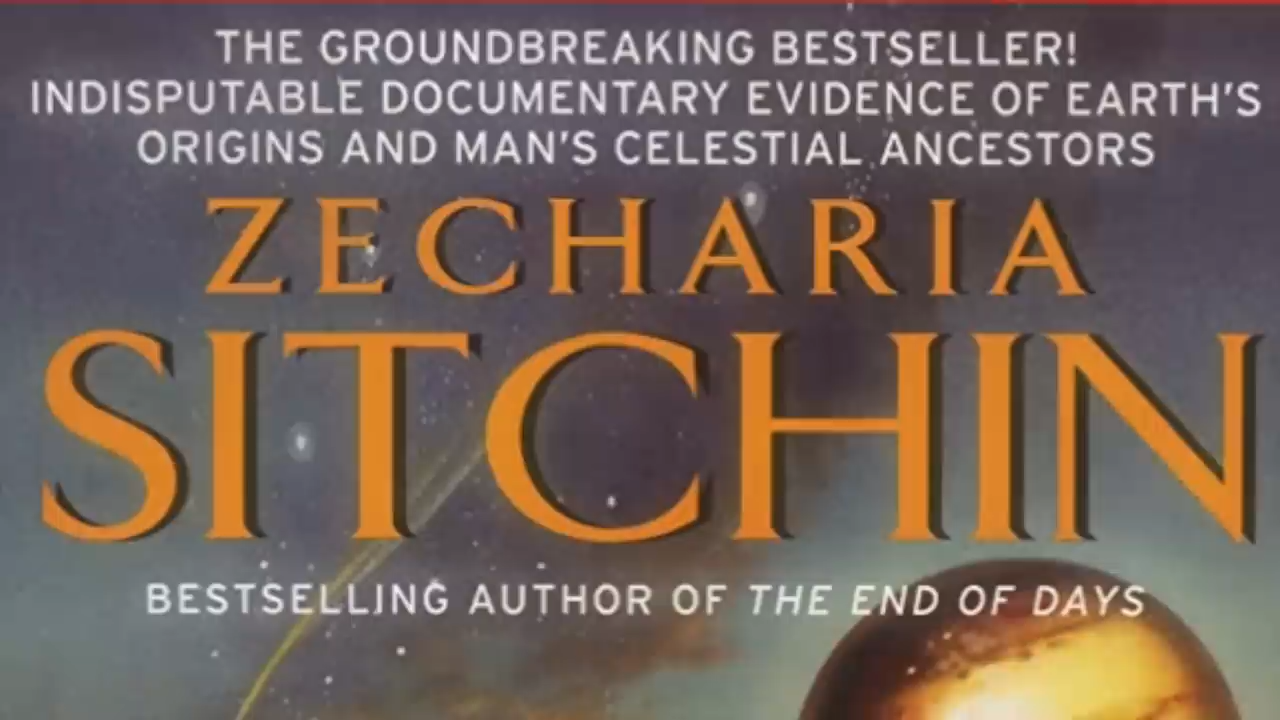 THE GROUNDBREAKING BESTSELLER!
INDISPUTABLE DOCUMENTARY EVIDENCE OF EARTH'S
ORIGINS AND MAN'S CELESTIAL ANCESTORS
ZECHARIA
SITCHIN
BESTSELLING AUTHOR OF THE END OF DAYS